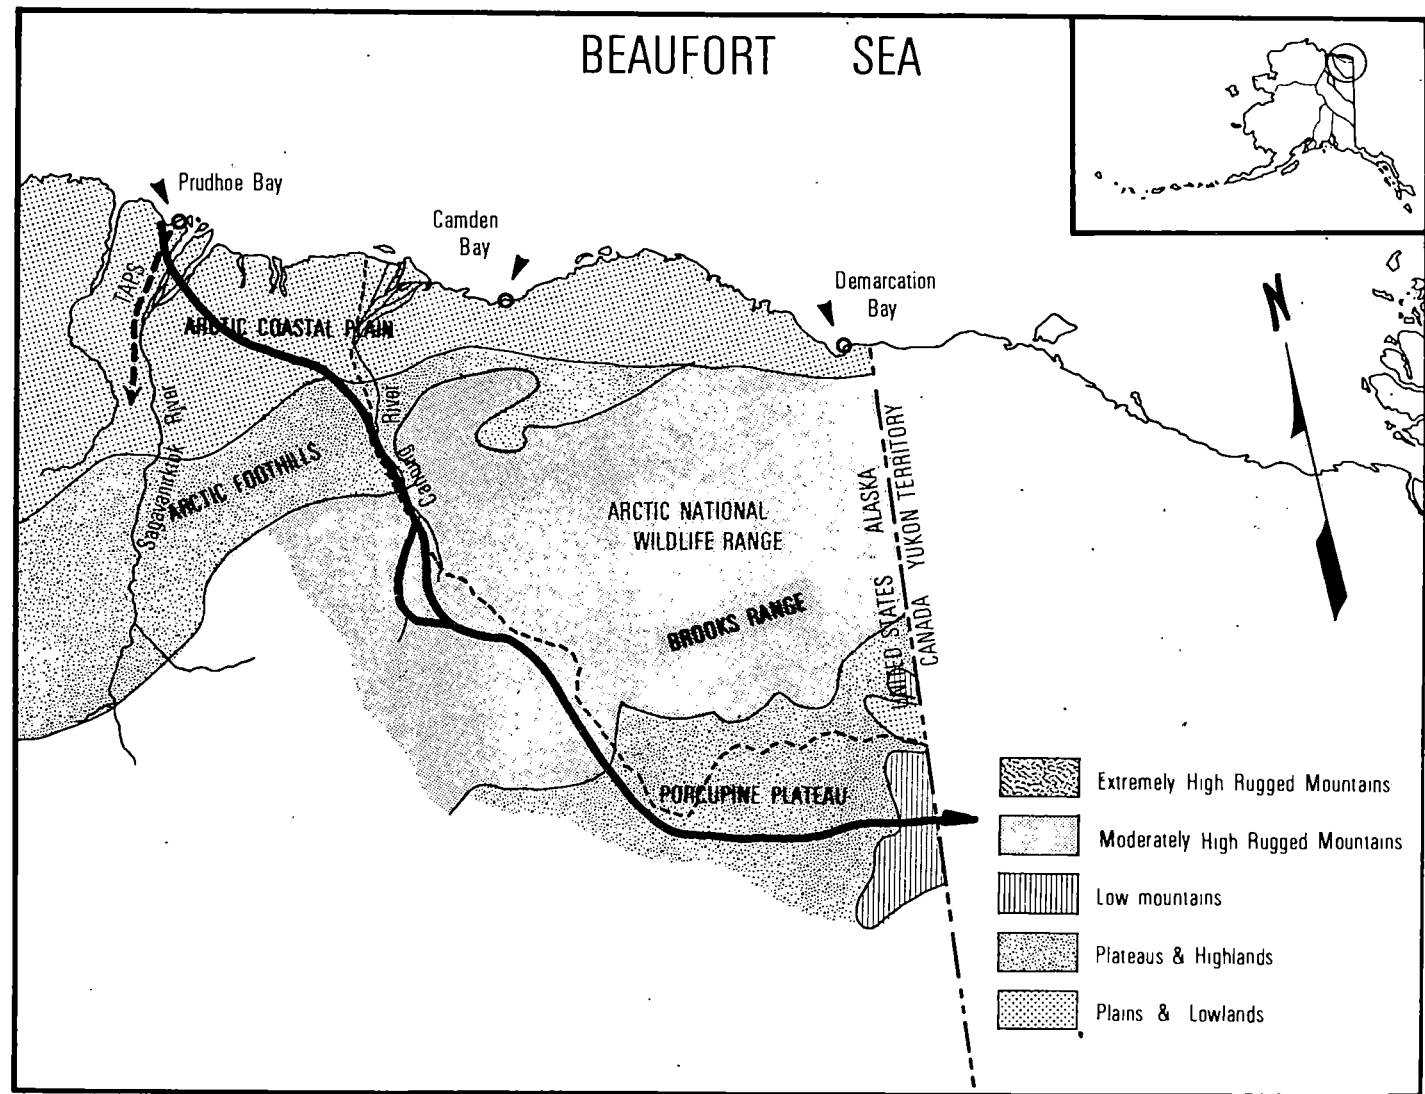 BEAUFORT SEA
Prudhoe Bay
Camden
Bay
Demarcation
Bay
N
TAPS
ARCTIC COASTAL PLAIN
Sagavanirktok River
Canning River
ARCTIC FOOTHILLS
ARCTIC NATIONAL
WILDLIFE RANGE
BROOKS RANGE
UNITED STATES ALASKA
CANADA YUKON TERRITORY
PORCUPINE PLATEAU
Extremely High Rugged Mountains
Moderately High Rugged Mountains
Low mountains
Plateaus & Highlands
Plains & Lowlands